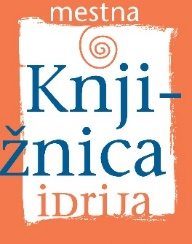 mestna
Knji-
žnica
iDrija